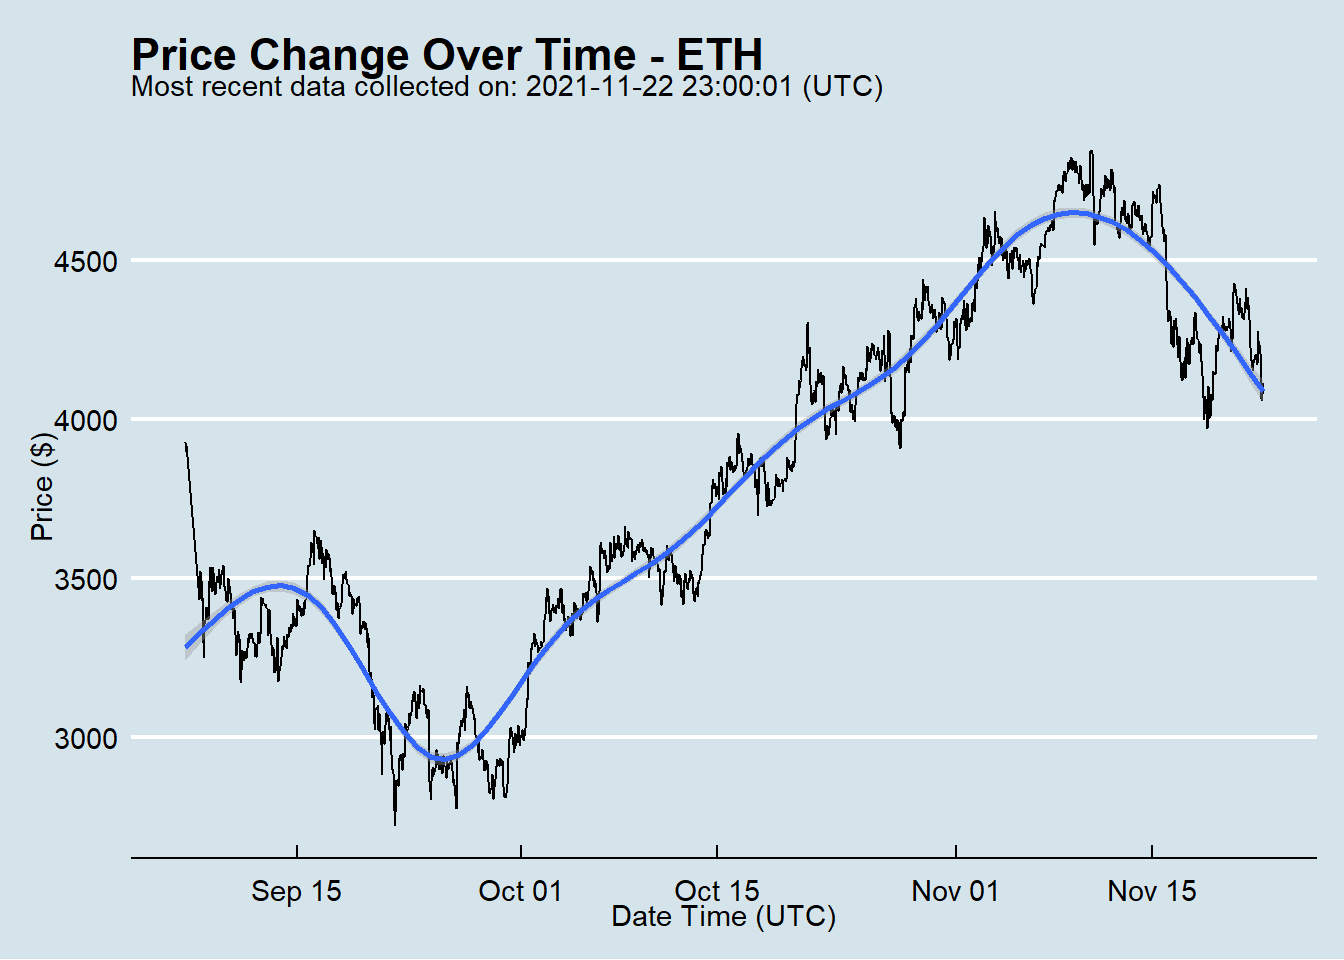 Price Change Over Time - ETH
Most recent data collected on: 2021-11-22 23:00:01 (UTC)
4500
4000
3500
3000
Price ($)
Sep 15
Oct 01
Oct 15
Nov 01
Nov 15
Date Time (UTC)